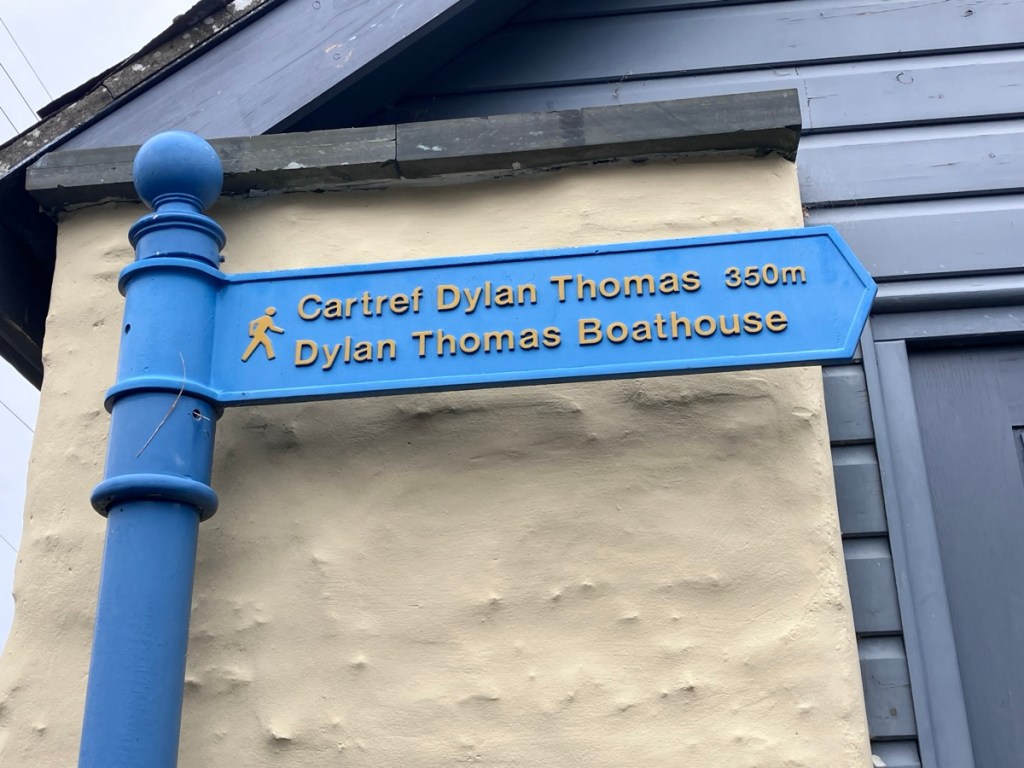 Cartref Dylan Thomas 350m
Dylan Thomas Boathouse